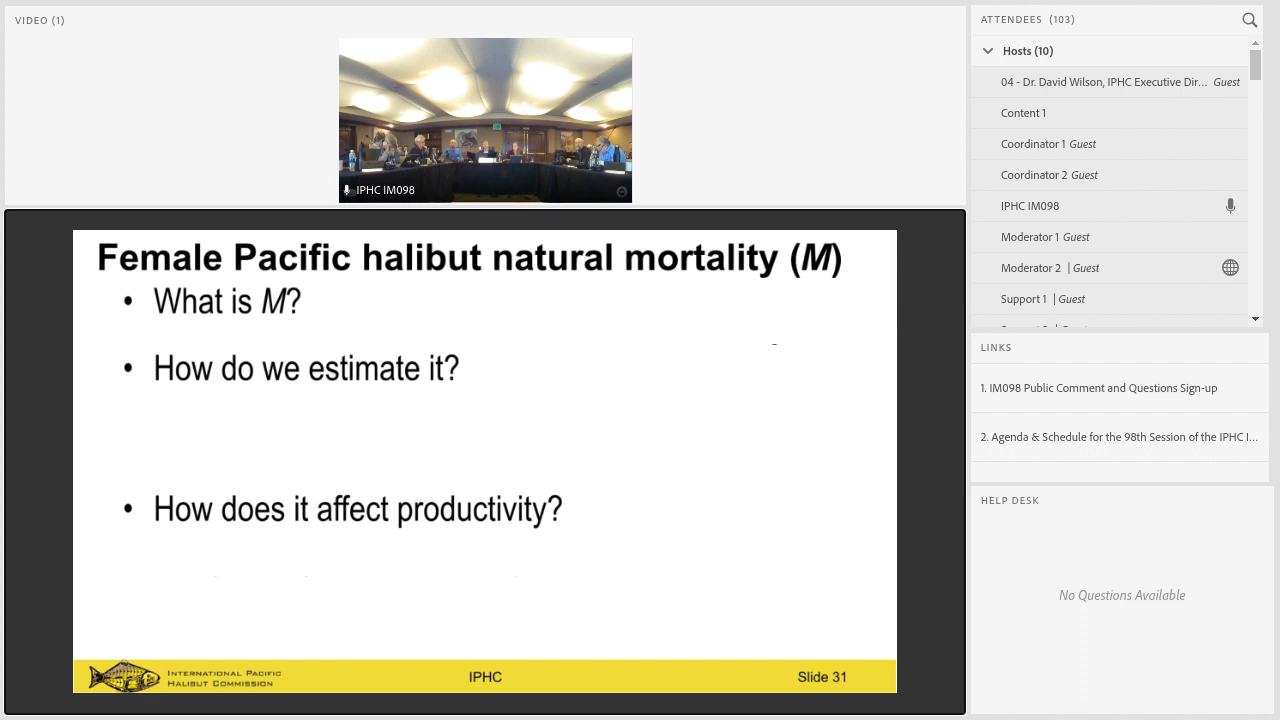 VIDEO (1)
IPHC IM098
Female Pacific halibut natural mortality (M)
• What is M?
• How do we estimate it?
• How does it affect productivity?
INTERNATIONAL PACIFIC
HALIBUT COMMISSION
IPHC
Slide 31
ATTENDEES (103)
Hosts (10)
04 - Dr. David Wilson, IPHC Executive Dir... Guest
Content 1
Coordinator 1 Guest
Coordinator 2 Guest
IPHC IM098
Moderator 1 Guest
Moderator 2 | Guest
Support 1 | Guest
LINKS
1. IM098 Public Comment and Questions Sign-up
2. Agenda & Schedule for the 98th Session of the IPHC I...
HELP DESK
No Questions Available